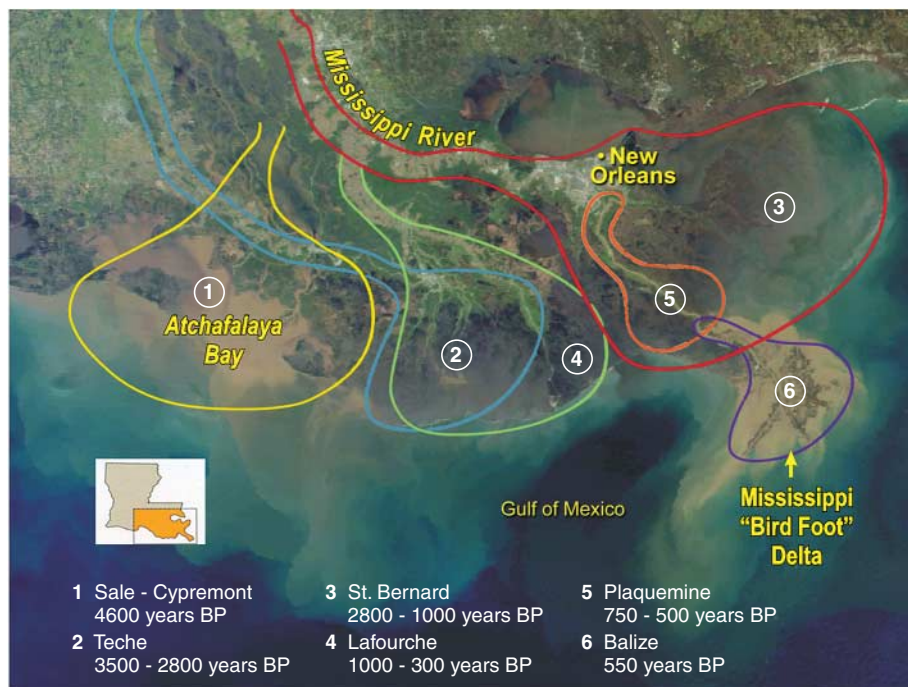 Mississippi River
New
Orleans
3
1
Atchafalaya
Bay
5
2
4
6
Mississippi
"Bird Foot"
Delta
Gulf of Mexico
1 Sale - Cypremont
4600 years BP
2 Teche
3500 - 2800 years BP
3 St. Bernard
2800 - 1000 years BP
4 Lafourche
1000 - 300 years BP
5 Plaquemine
750 - 500 years BP
6 Balize
550 years BP